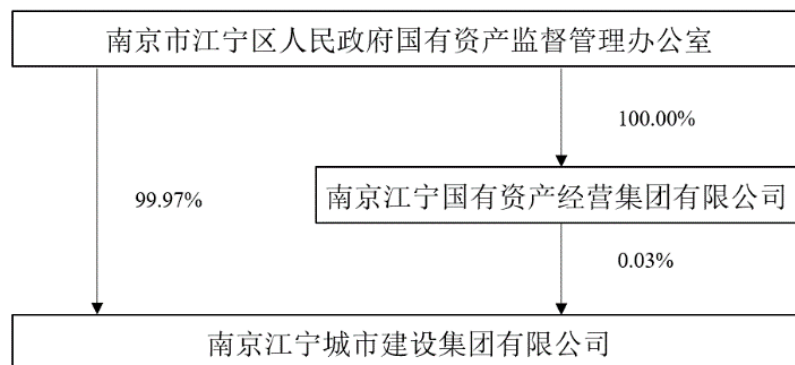 南京市江宁区人民政府国有资产监督管理办公室
100.00%
99.97%
南京江宁国有资产经营集团有限公司
0.03%
南京江宁城市建设集团有限公司